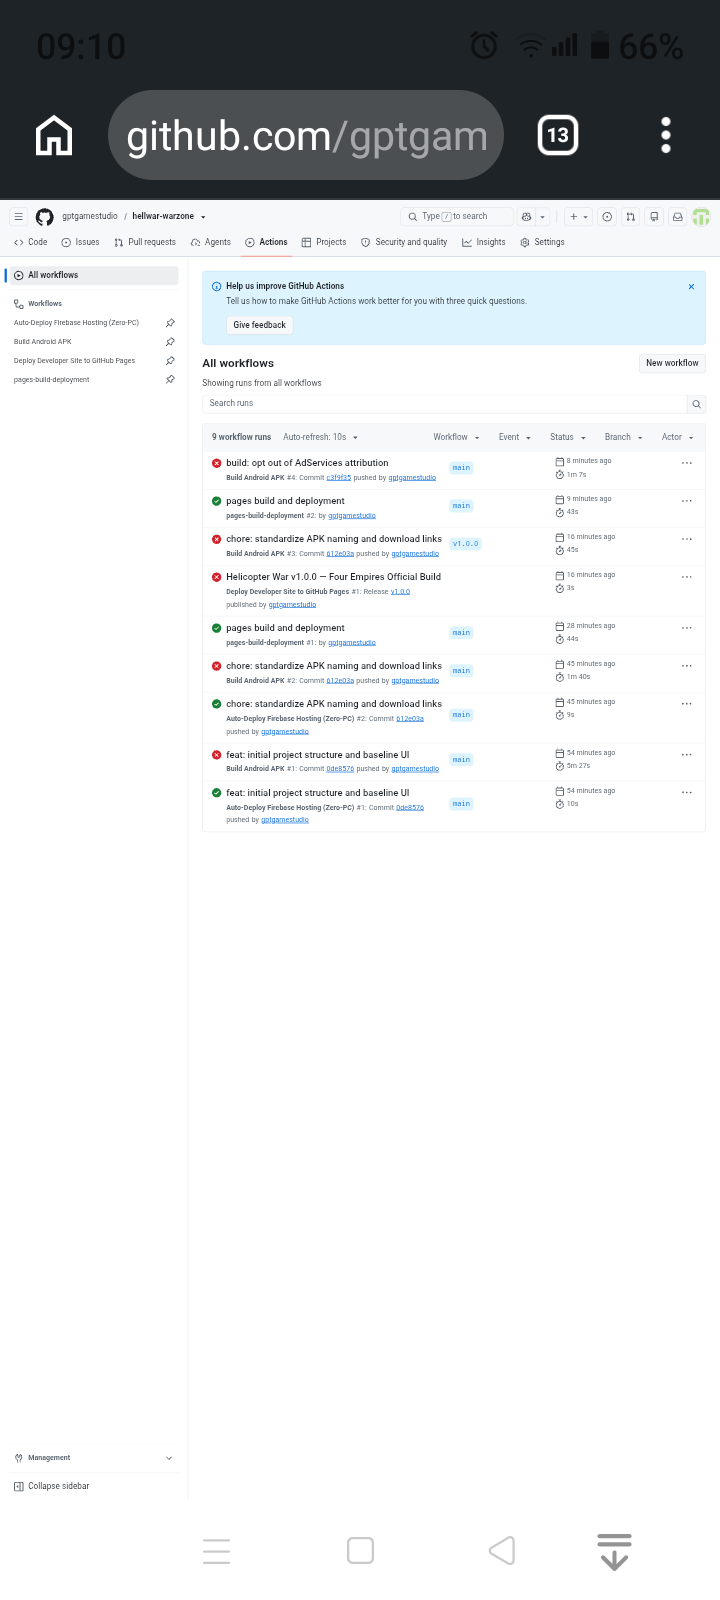 09:10
66%
github.com/gptgam
13
gptgamestudio / hellwar-warzone
Type / to search
Code
Issues
Pull requests
Agents
Actions
Projects
Security and quality
Insights
Settings
All workflows
Workflows
Auto-Deploy Firebase Hosting (Zero-PC)
Build Android APK
Deploy Developer Site to GitHub Pages
pages-build-deployment
Help us improve GitHub Actions
Tell us how to make GitHub Actions work better for you with three quick questions.
Give feedback
All workflows
New workflow
Showing runs from all workflows
Search runs
9 workflow runs Auto-refresh: 10s Workflow Event Status Branch Actor
build: opt out of AdServices attribution
Build Android APK #4: Commit c3f9f35 pushed by gptgamestudio
main
8 minutes ago
1m 7s
pages build and deployment
pages-build-deployment #2: by gptgamestudio
main
9 minutes ago
43s
chore: standardize APK naming and download links
Build Android APK #3: Commit 612e03a pushed by gptgamestudio
v1.0.0
16 minutes ago
45s
Helicopter War v1.0.0 — Four Empires Official Build
Deploy Developer Site to GitHub Pages #1: Release v1.0.0
published by gptgamestudio
16 minutes ago
3s
pages build and deployment
pages-build-deployment #1: by gptgamestudio
main
28 minutes ago
44s
chore: standardize APK naming and download links
Build Android APK #2: Commit 612e03a pushed by gptgamestudio
main
45 minutes ago
1m 40s
chore: standardize APK naming and download links
Auto-Deploy Firebase Hosting (Zero-PC) #2: Commit 612e03a
pushed by gptgamestudio
main
45 minutes ago
9s
feat: initial project structure and baseline UI
Build Android APK #1: Commit 0de8576 pushed by gptgamestudio
main
54 minutes ago
5m 27s
feat: initial project structure and baseline UI
Auto-Deploy Firebase Hosting (Zero-PC) #1: Commit 0de8576
pushed by gptgamestudio
main
54 minutes ago
10s
Management
Collapse sidebar